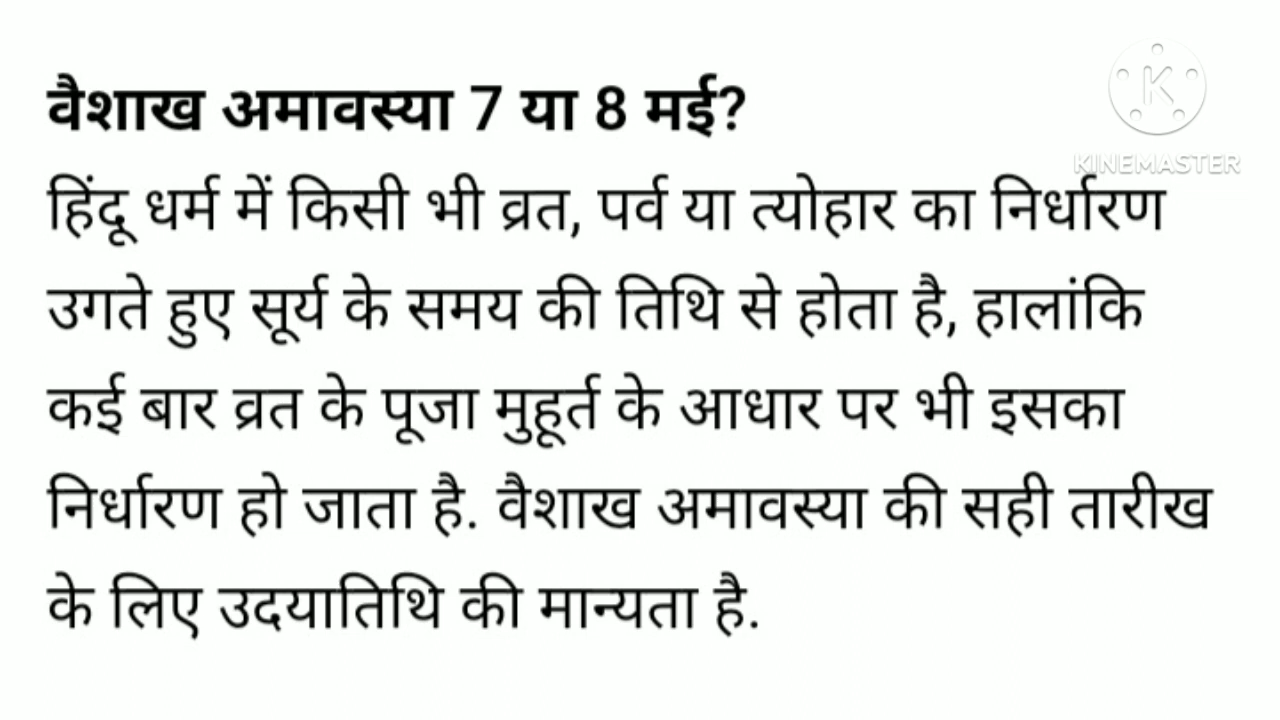 वैशाख अमावस्या 7 या 8 मई?
KINEMASTER
हिंदू धर्म में किसी भी व्रत, पर्व या त्योहार का निर्धारण
उगते हुए सूर्य के समय की तिथि से होता है, हालांकि
कई बार व्रत के पूजा मुहूर्त के आधार पर भी इसका
निर्धारण हो जाता है. वैशाख अमावस्या की सही तारीख
के लिए उदयातिथि की मान्यता है.